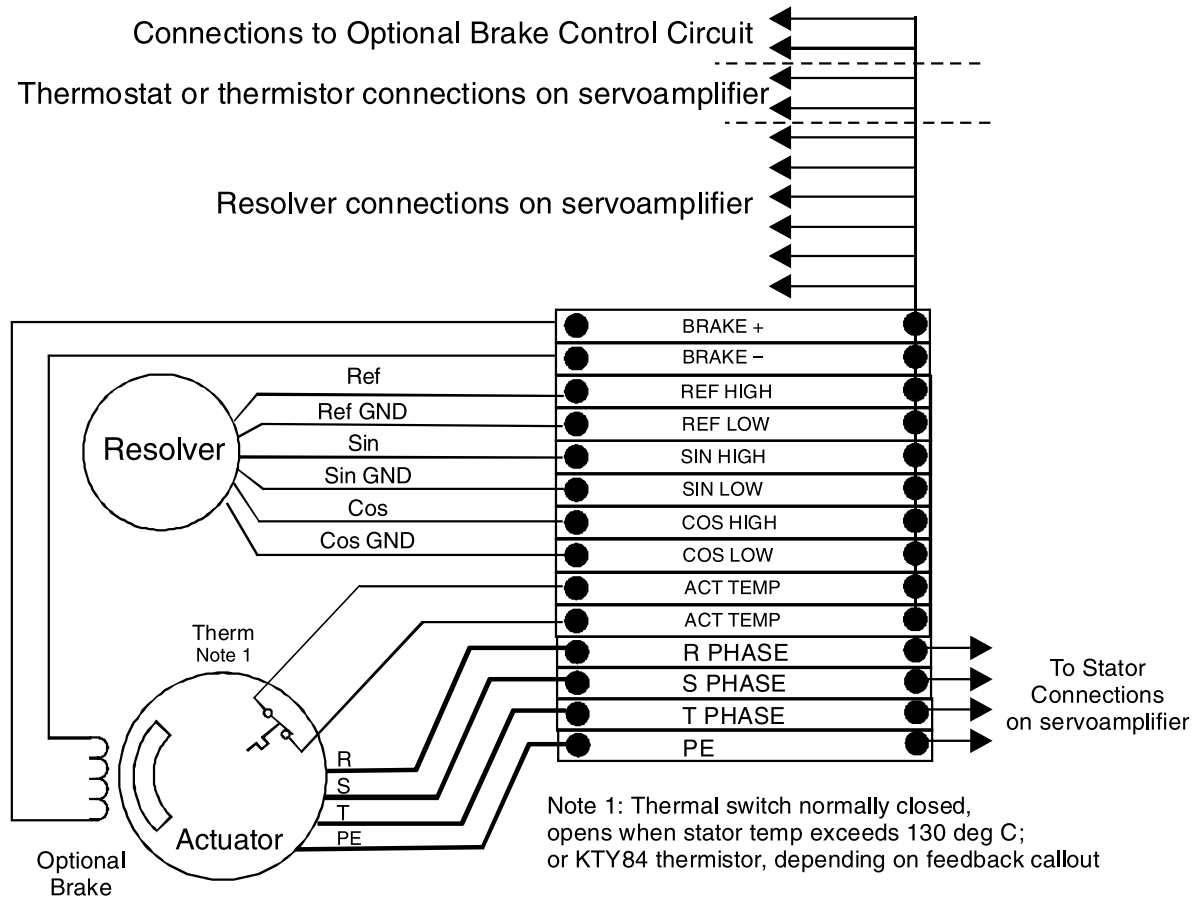 Connections to Optional Brake Control Circuit
Thermostat or thermistor connections on servoamplifier
Resolver connections on servoamplifier
BRAKE +
BRAKE –
REF HIGH
REF LOW
SIN HIGH
SIN LOW
COS HIGH
COS LOW
ACT TEMP
ACT TEMP
R PHASE
S PHASE
T PHASE
PE
Ref
Ref GND
Sin
Sin GND
Cos
Cos GND
Resolver
Therm
Note 1
R
S
T
PE
Actuator
Optional
Brake
To Stator
Connections
on servoamplifier
Note 1: Thermal switch normally closed,
opens when stator temp exceeds 130 deg C;
or KTY84 thermistor, depending on feedback callout